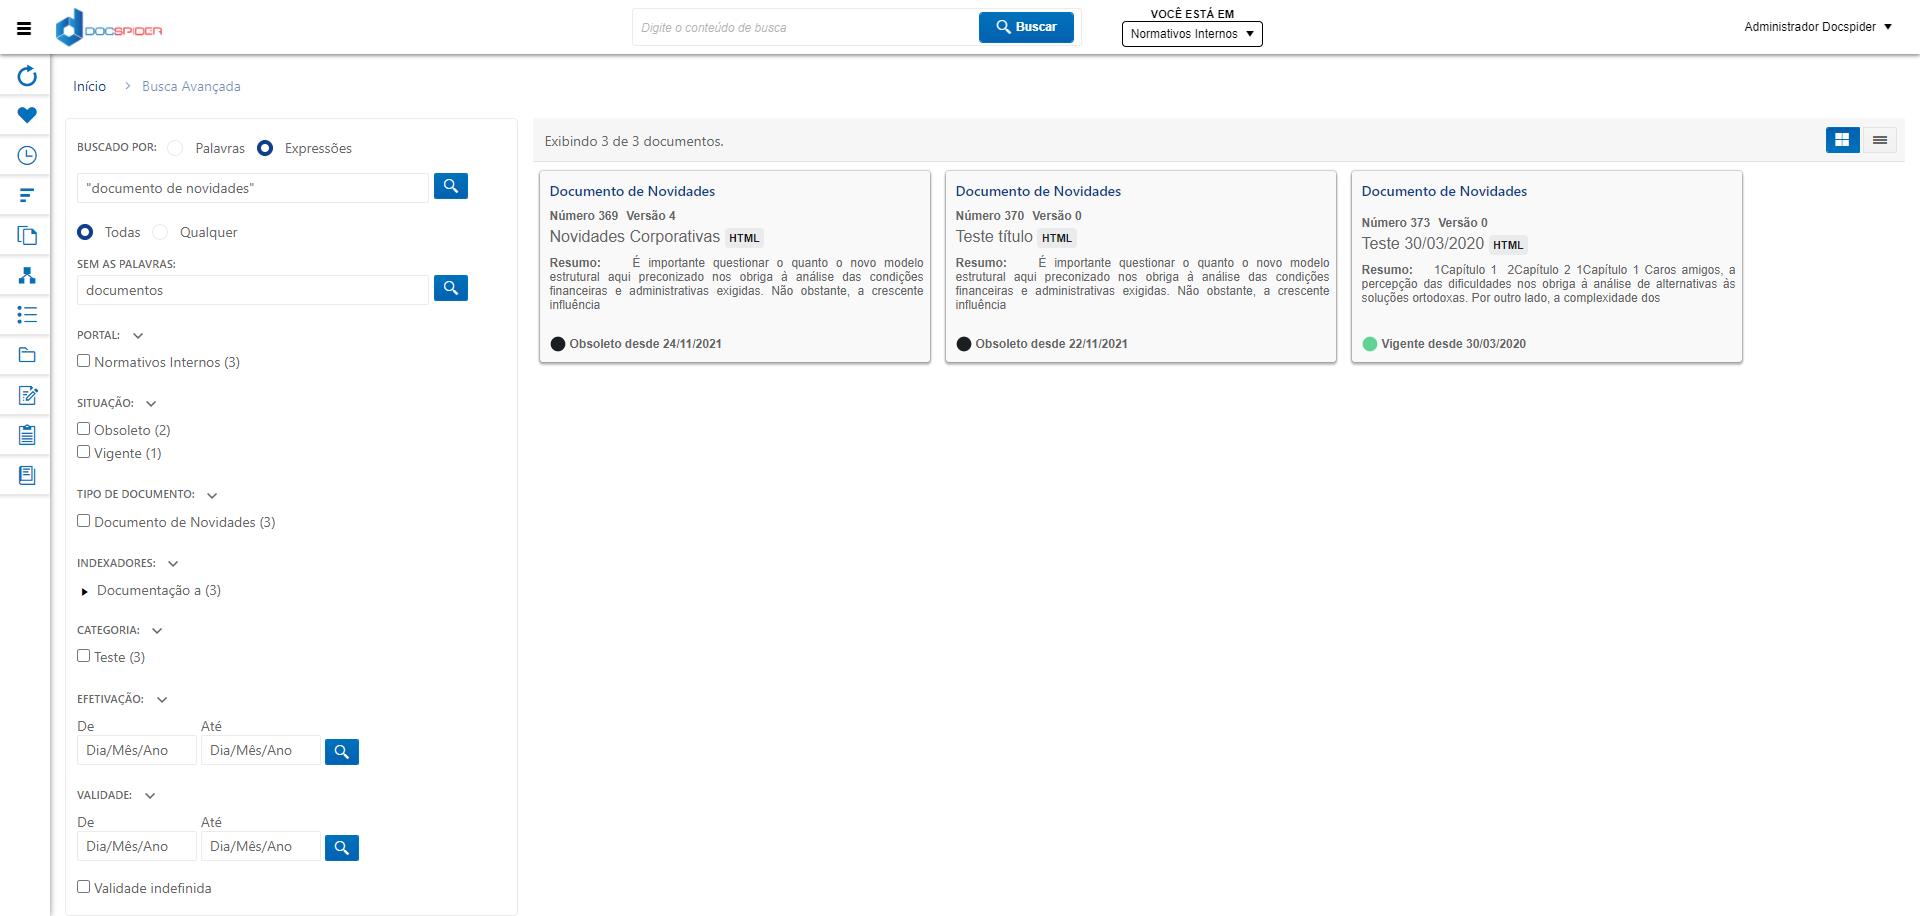 DOCSPIDER
Digite o conteúdo de busca
Buscar
VOCÊ ESTÁ EM
Normativos Internos
Administrador Docspider
Início
Busca Avançada
BUSCADO POR:
Palavras
Expressões
"documento de novidades"
Todas
Qualquer
SEM AS PALAVRAS:
documentos
PORTAL:
Normativos Internos (3)
SITUAÇÃO:
Obsoleto (2)
Vigente (1)
TIPO DE DOCUMENTO:
Documento de Novidades (3)
INDEXADORES:
Documentação a (3)
CATEGORIA:
Teste (3)
EFETIVAÇÃO:
De Até
Dia/Mês/Ano Dia/Mês/Ano
VALIDADE:
De Até
Dia/Mês/Ano Dia/Mês/Ano
Validade indefinida
Exibindo 3 de 3 documentos.
Documento de Novidades
Número 369 Versão 4
Novidades Corporativas HTML
Resumo: É importante questionar o quanto o novo modelo
estrutural aqui preconizado nos obriga à análise das condições
financeiras e administrativas exigidas. Não obstante, a crescente
influência
Obsoleto desde 24/11/2021
Documento de Novidades
Número 370 Versão 0
Teste título HTML
Resumo: É importante questionar o quanto o novo modelo
estrutural aqui preconizado nos obriga à análise das condições
financeiras e administrativas exigidas. Não obstante, a crescente
influência
Obsoleto desde 22/11/2021
Documento de Novidades
Número 373 Versão 0
Teste 30/03/2020 HTML
Resumo: 1Capítulo 1 2Capítulo 2 1Capítulo 1 Caros amigos, a
percepção das dificuldades nos obriga à análise de alternativas às
soluções ortodoxas. Por outro lado, a complexidade dos
Vigente desde 30/03/2020